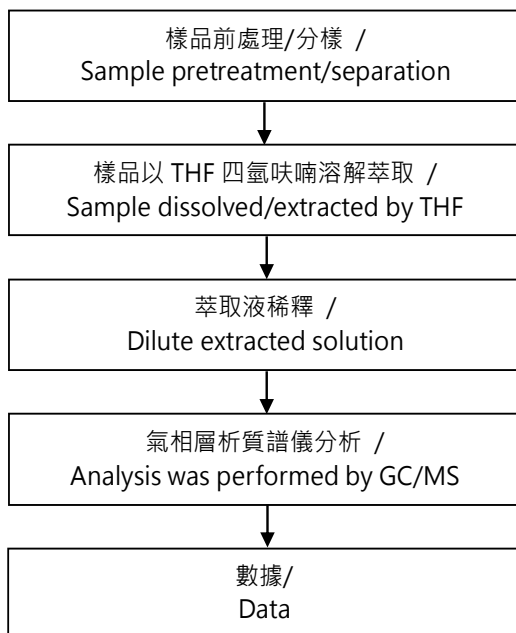 樣品前處理/分樣 /
Sample pretreatment/separation
樣品以 THF 四氫呋喃溶解萃取 /
Sample dissolved/extracted by THF
萃取液稀釋 /
Dilute extracted solution
氣相層析質譜儀分析 /
Analysis was performed by GC/MS
數據/
Data